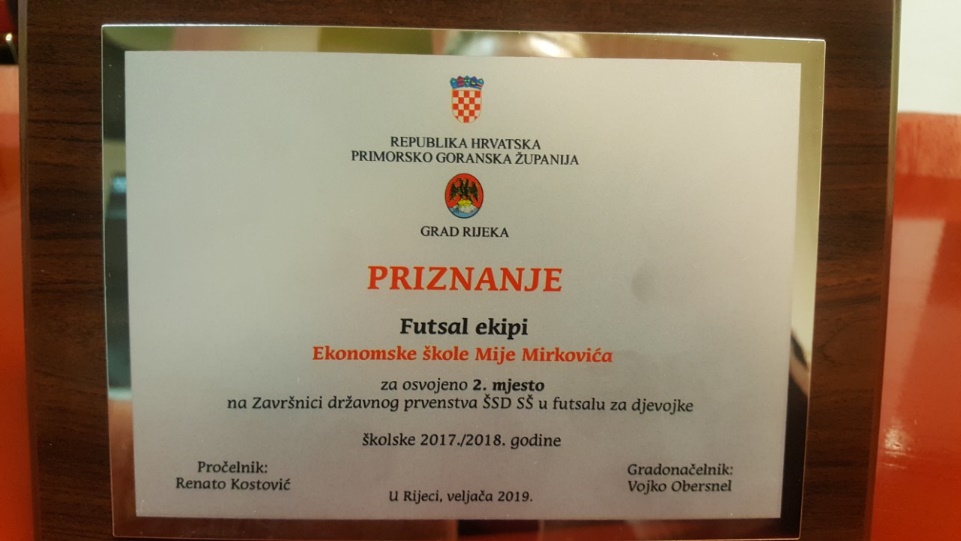 REPUBLIKA HRVATSKA
PRIMORSKO GORANSKA ŽUPANIJA
GRAD RIJEKA
PRIZNANJE
Futsal ekipi
Ekonomske škole Mije Mirkovića
za osvojeno 2. mjesto
na Završnici državnog prvenstva ŠSD SŠ u futsalu za djevojke
školske 2017./2018. godine
Pročelnik:
Renato Kostović
U Rijeci, veljača 2019.
Gradonačelnik:
Vojko Obersnel